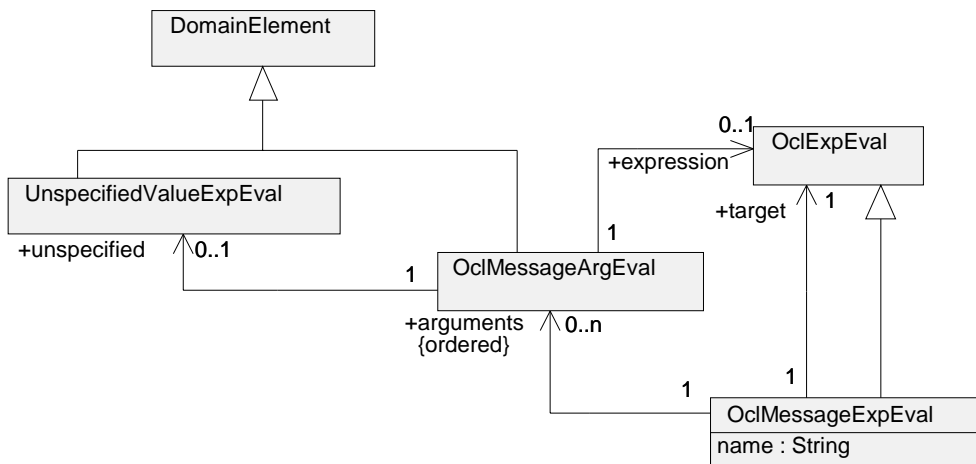 DomainElement
0..1
OclExpEval
+expression
UnspecifiedValueExpEval
+target
1
+unspecified
0..1
1
1
OclMessageArgEval
+arguments
0..n
{ordered}
1
1
OclMessageExpEval
name : String